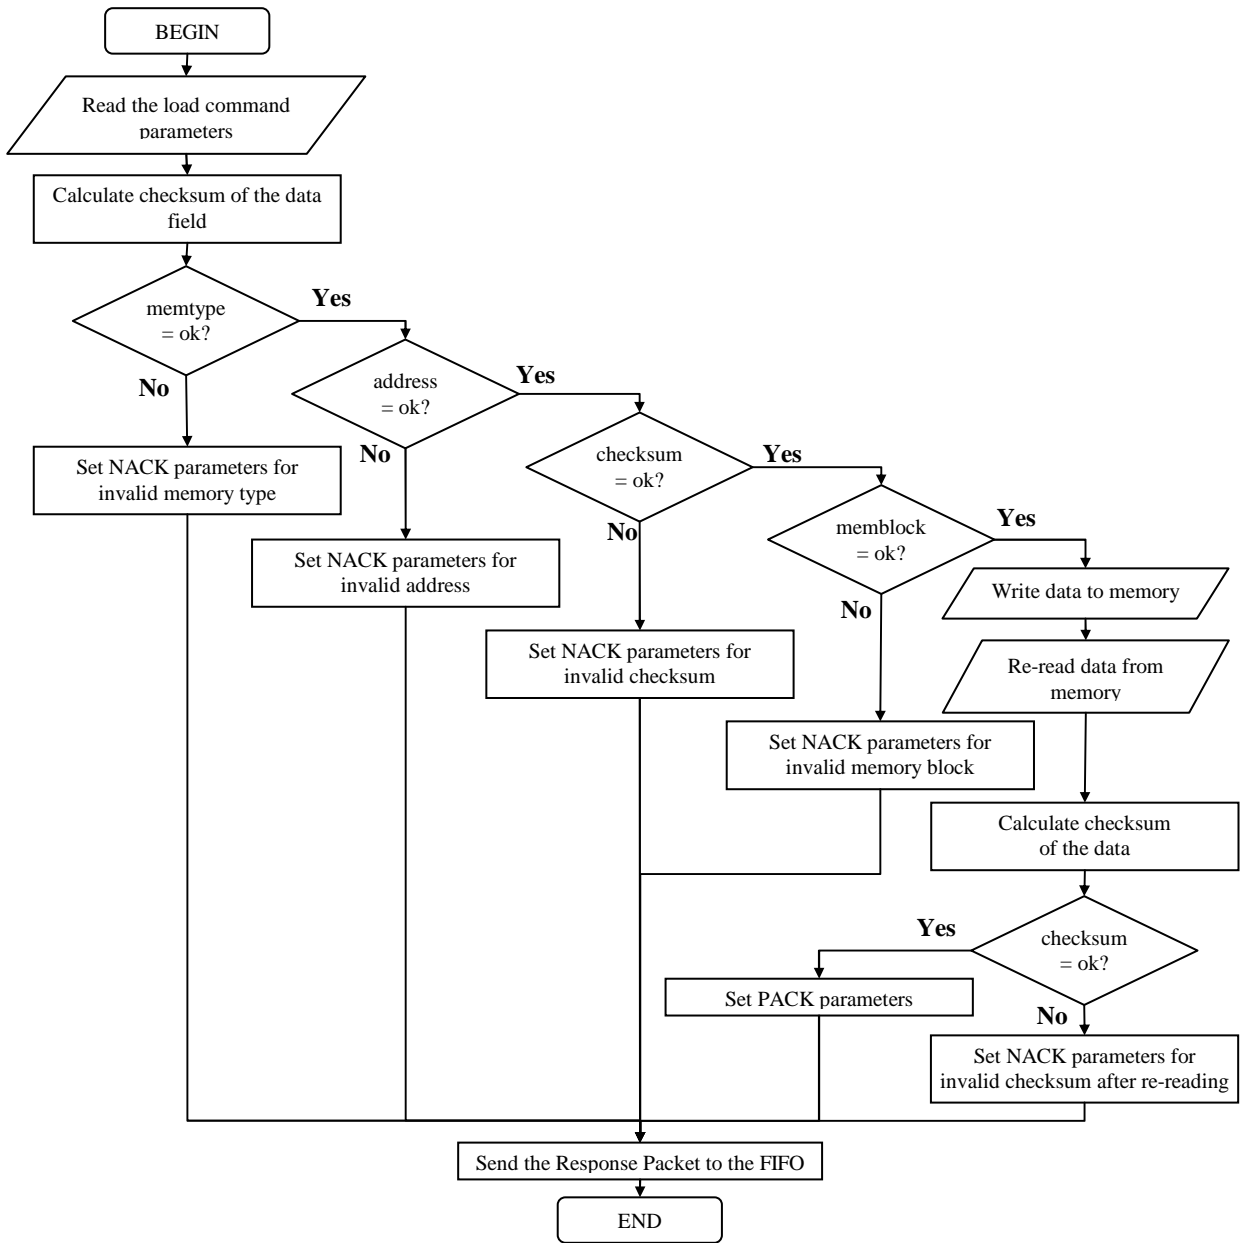 BEGIN
Read the load command
parameters
Calculate checksum of the data
field
memtype
= ok?
Yes
No
address
= ok?
Yes
No
Set NACK parameters for
invalid memory type
checksum
= ok?
Yes
No
Set NACK parameters for
invalid address
memblock
= ok?
Yes
No
Write data to memory
Set NACK parameters for
invalid checksum
Re-read data from
memory
Set NACK parameters for
invalid memory block
Calculate checksum
of the data
checksum
= ok?
Yes
No
Set PACK parameters
Set NACK parameters for
invalid checksum after re-reading
Send the Response Packet to the FIFO
END